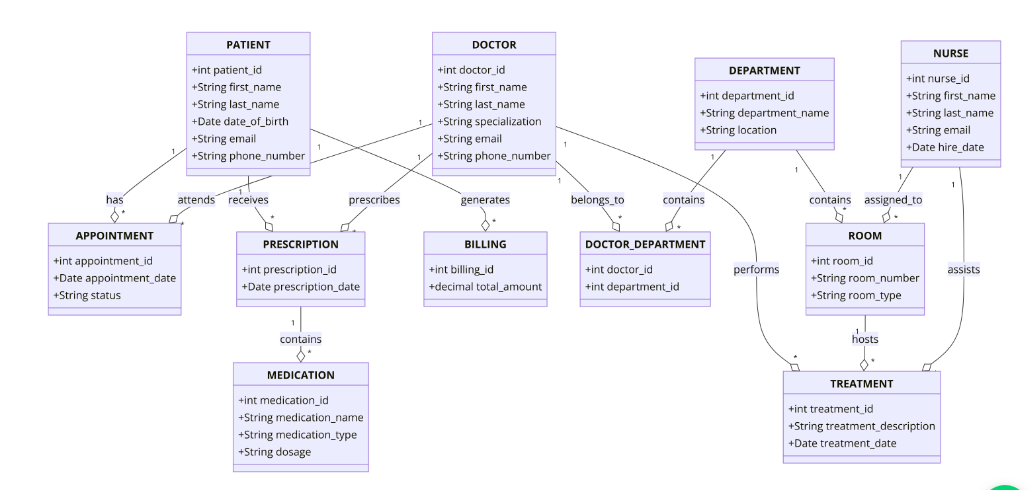 PATIENT
+int patient_id
+String first_name
+String last_name
+Date date_of_birth
+String email
+String phone_number
DOCTOR
+int doctor_id
+String first_name
+String last_name
+String specialization
+String email
+String phone_number
DEPARTMENT
+int department_id
+String department_name
+String location
NURSE
+int nurse_id
+String first_name
+String last_name
+String email
+Date hire_date
1
1
1
1
1
1
1
1
1
1
1
has
attends
receives
prescribes
generates
belongs_to
contains
contains
assigned_to
*
*
*
*
*
*
*
*
*
APPOINTMENT
+int appointment_id
+Date appointment_date
+String status
PRESCRIPTION
+int prescription_id
+Date prescription_date
BILLING
+int billing_id
+decimal total_amount
DOCTOR_DEPARTMENT
+int doctor_id
+int department_id
ROOM
+int room_id
+String room_number
+String room_type
performs
assists
1
contains
*
1
hosts
*
*
*
MEDICATION
+int medication_id
+String medication_name
+String medication_type
+String dosage
TREATMENT
+int treatment_id
+String treatment_description
+Date treatment_date